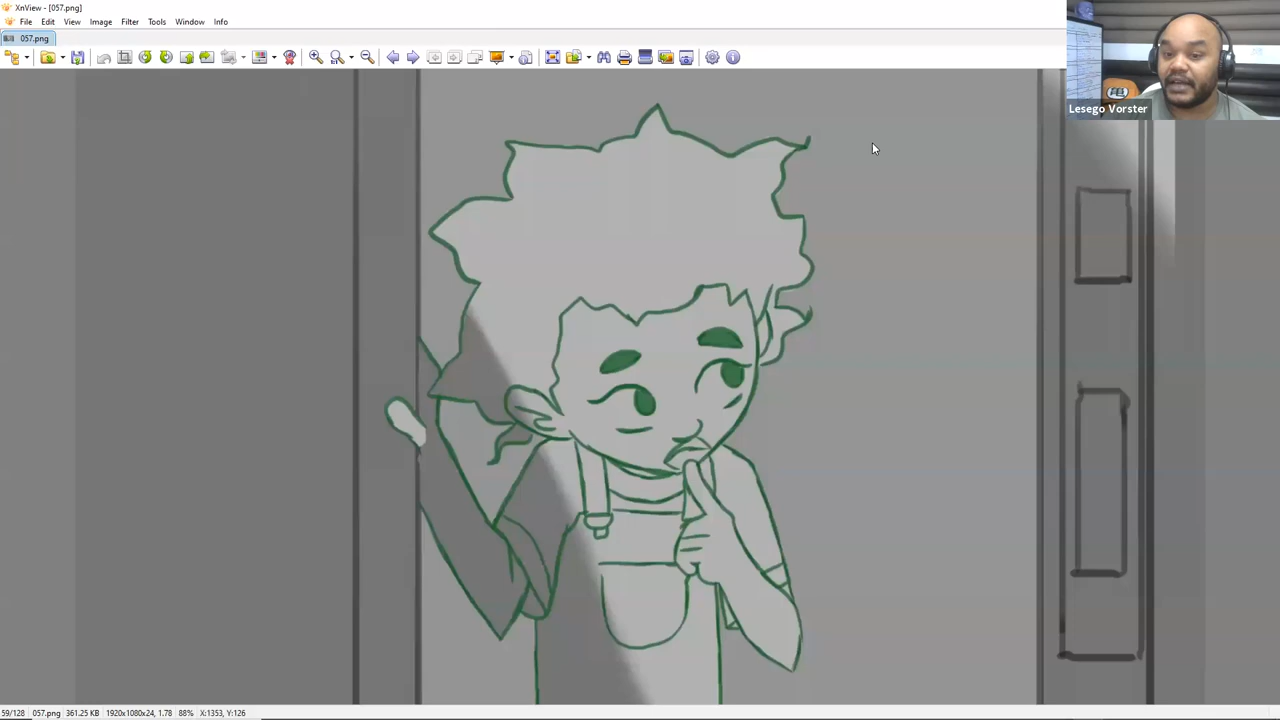 XnView - [057.png]
File Edit View Image Filter Tools Window Info
057.png
Lesego Vorster
59/128 057.png 361.25 KB 1920x1080x24, 1.78 88% X:1353, Y:126